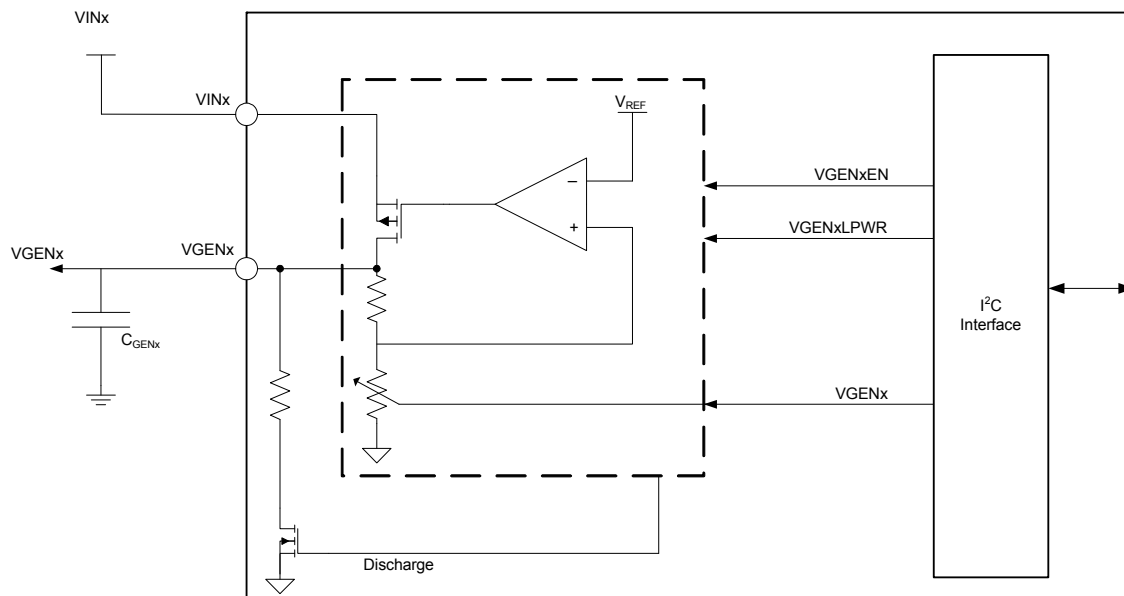 VINx
VINx
VREF
−
+
VGENxEN
VGENxLPWR
VGENx
VGENx
I²C
Interface
CGENx
VGENx
Discharge